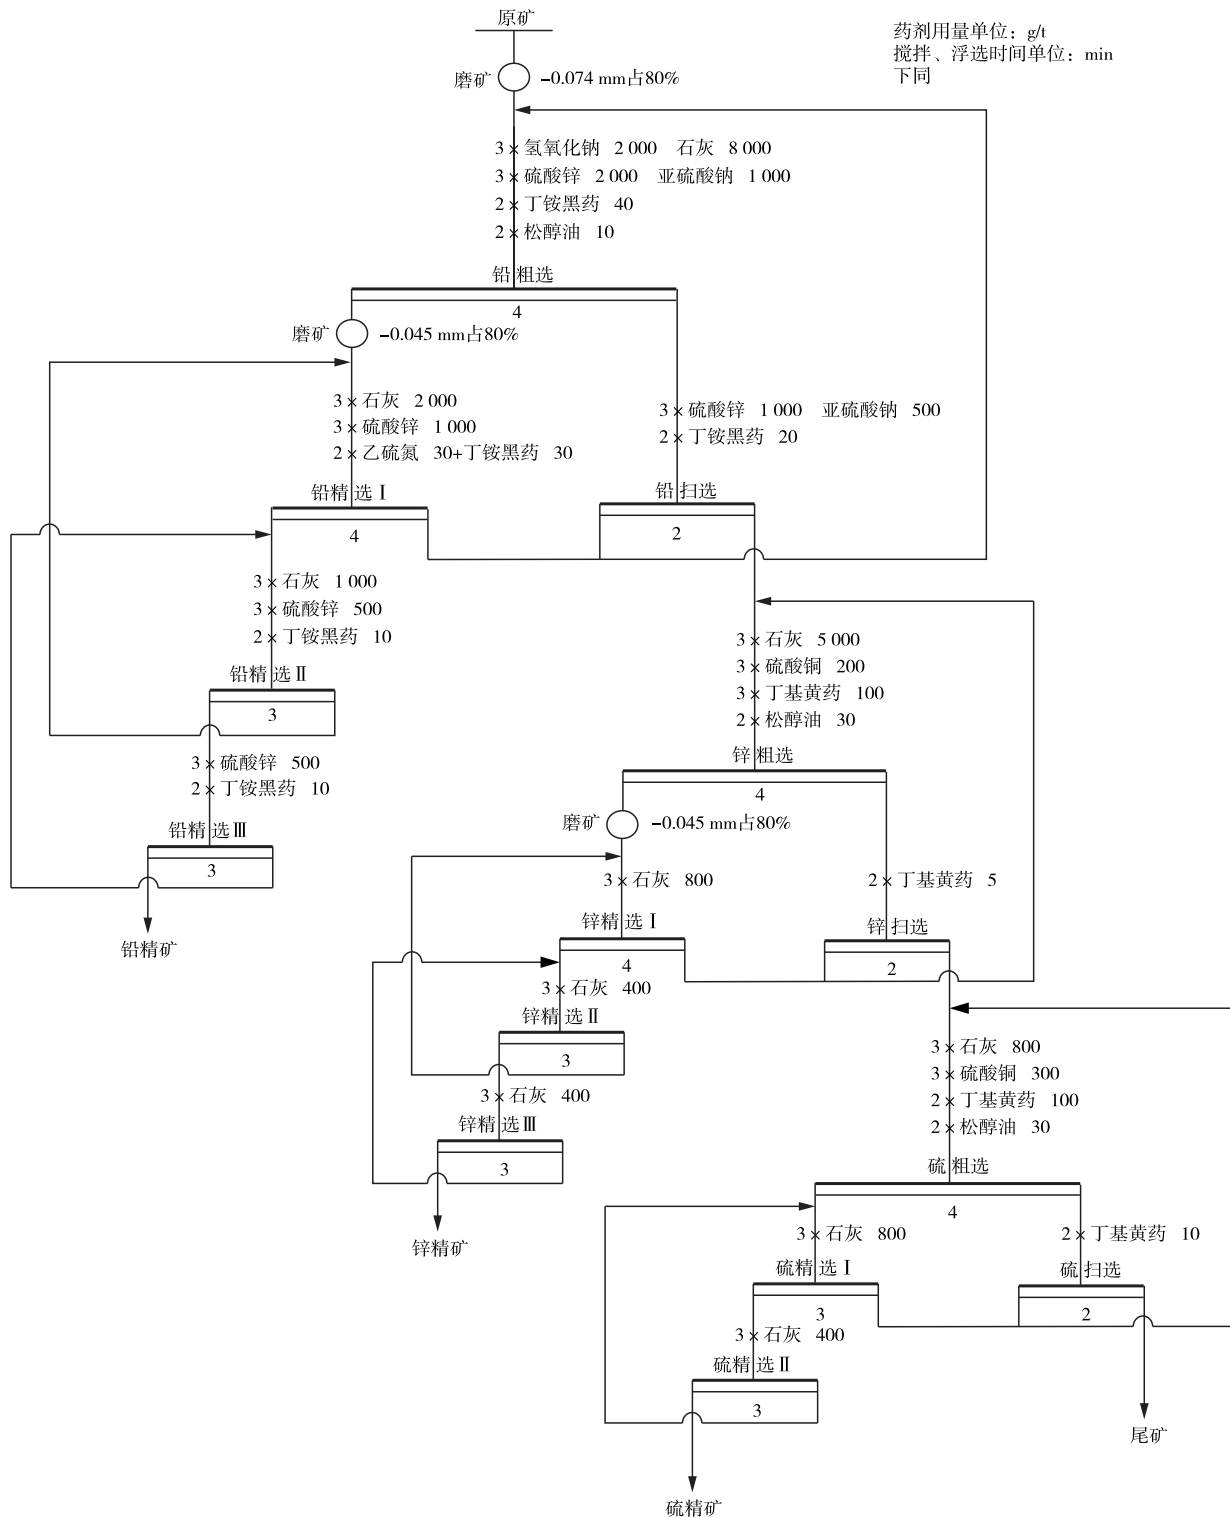 原矿
药剂用量单位：g/t
搅拌、浮选时间单位：min
下同
磨矿 -0.074 mm占80%
3 × 氢氧化钠 2 000 石灰 8 000
3 × 硫酸锌 2 000 亚硫酸钠 1 000
2 × 丁铵黑药 40
2 × 松醇油 10
铅粗选
4
磨矿 -0.045 mm占80%
3 × 石灰 2 000
3 × 硫酸锌 1 000
2 × 乙硫氮 30+丁铵黑药 30
3 × 硫酸锌 1 000 亚硫酸钠 500
2 × 丁铵黑药 20
铅精选Ⅰ
4
铅扫选
2
3 × 石灰 1 000
3 × 硫酸锌 500
2 × 丁铵黑药 10
铅精选Ⅱ
3
3 × 硫酸锌 500
2 × 丁铵黑药 10
铅精选Ⅲ
3
铅精矿
3 × 石灰 5 000
3 × 硫酸铜 200
3 × 丁基黄药 100
2 × 松醇油 30
锌粗选
4
磨矿 -0.045 mm占80%
3 × 石灰 800
2 × 丁基黄药 5
锌精选Ⅰ
4
锌扫选
2
3 × 石灰 400
锌精选Ⅱ
3
3 × 石灰 400
锌精选Ⅲ
3
锌精矿
3 × 石灰 800
3 × 硫酸铜 300
2 × 丁基黄药 100
2 × 松醇油 30
硫粗选
4
3 × 石灰 800
2 × 丁基黄药 10
硫精选Ⅰ
3
硫扫选
2
3 × 石灰 400
硫精选Ⅱ
3
尾矿
硫精矿